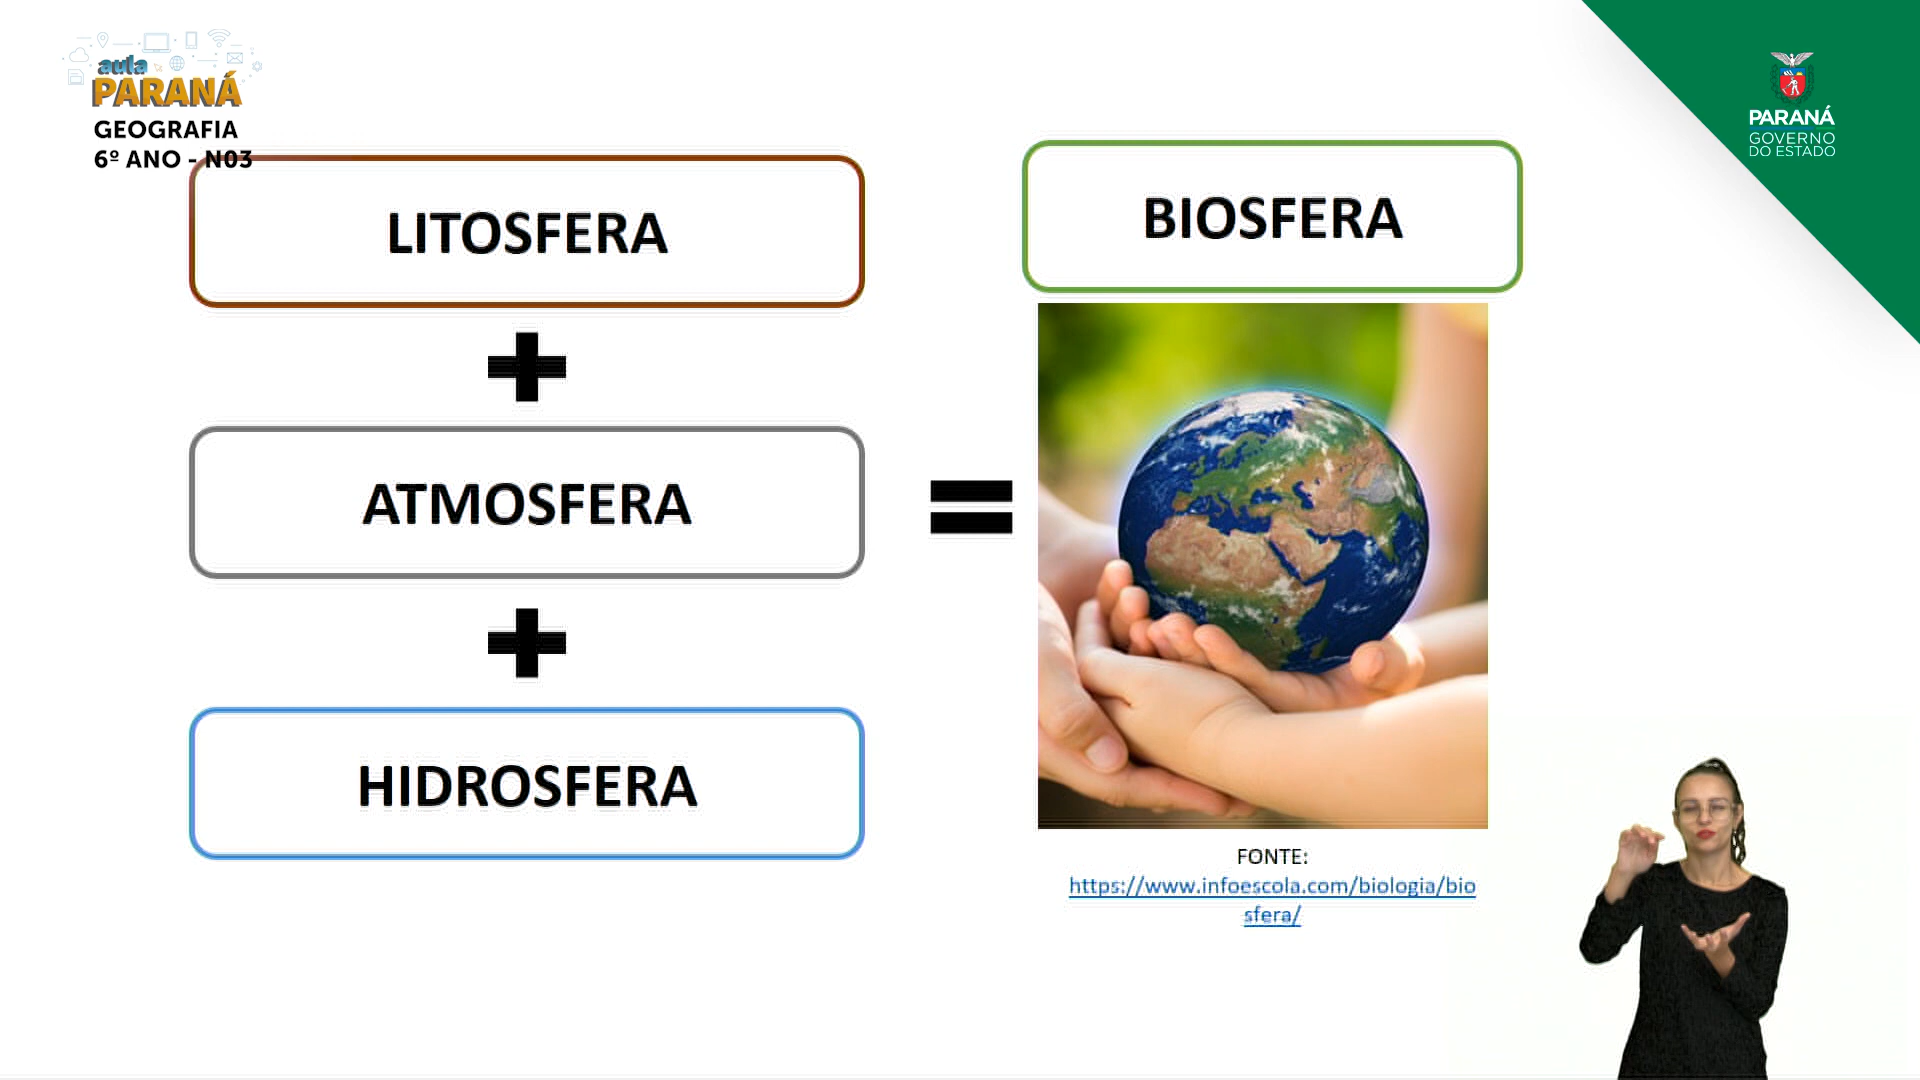 aula
PARANÁ
GEOGRAFIA
6º ANO - N03
LITOSFERA
ATMOSFERA
HIDROSFERA
BIOSFERA
FONTE:
https://www.infoescola.com/biologia/bio
sfera/
PARANÁ
GOVERNO
DO ESTADO